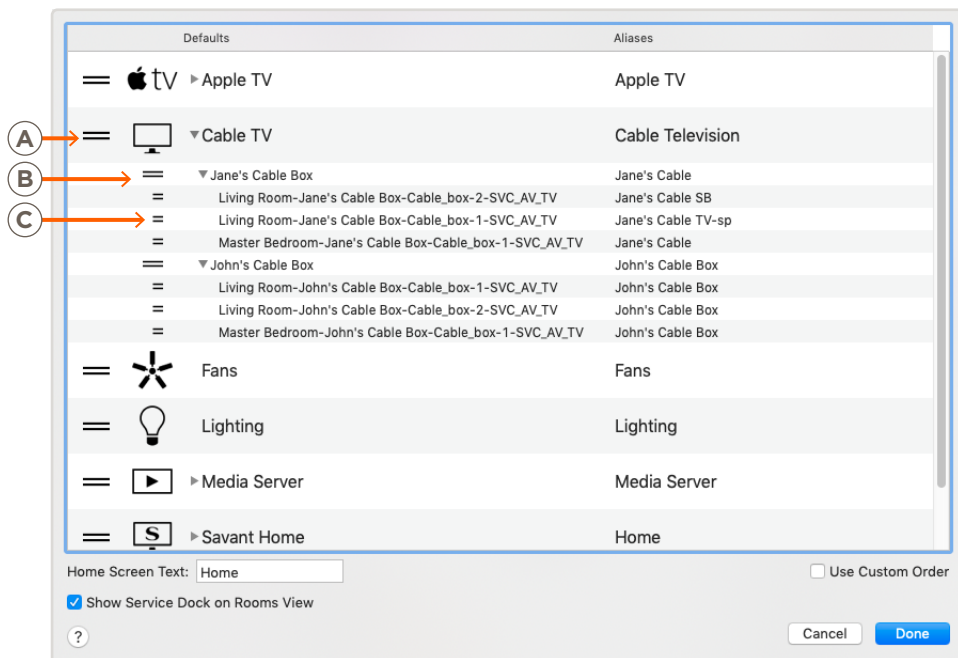 Defaults Aliases
tv Apple TV Apple TV
A Cable TV Cable Television
B Jane's Cable Box Jane's Cable
Living Room-Jane's Cable Box-Cable_box-2-SVC_AV_TV Jane's Cable SB
C Living Room-Jane's Cable Box-Cable_box-1-SVC_AV_TV Jane's Cable TV-sp
Master Bedroom-Jane's Cable Box-Cable_box-1-SVC_AV_TV Jane's Cable
John's Cable Box John's Cable Box
Living Room-John's Cable Box-Cable_box-1-SVC_AV_TV John's Cable Box
Living Room-John's Cable Box-Cable_box-2-SVC_AV_TV John's Cable Box
Master Bedroom-John's Cable Box-Cable_box-1-SVC_AV_TV John's Cable Box
Fans Fans
Lighting Lighting
Media Server Media Server
S Savant Home Home
Home Screen Text: Home Use Custom Order
Show Service Dock on Rooms View
? Cancel Done